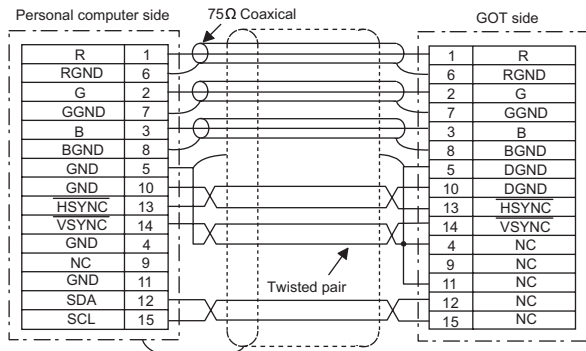 Personal computer side
75Ω Coaxical
GOT side
R 1
RGND 6
G 2
GGND 7
B 3
BGND 8
GND 5
GND 10
HSYNC 13
VSYNC 14
GND 4
NC 9
GND 11
SDA 12
SCL 15
1 R
6 RGND
2 G
7 GGND
3 B
8 BGND
5 DGND
10 DGND
13 HSYNC
14 VSYNC
4 NC
9 NC
11 NC
12 NC
15 NC
Twisted pair